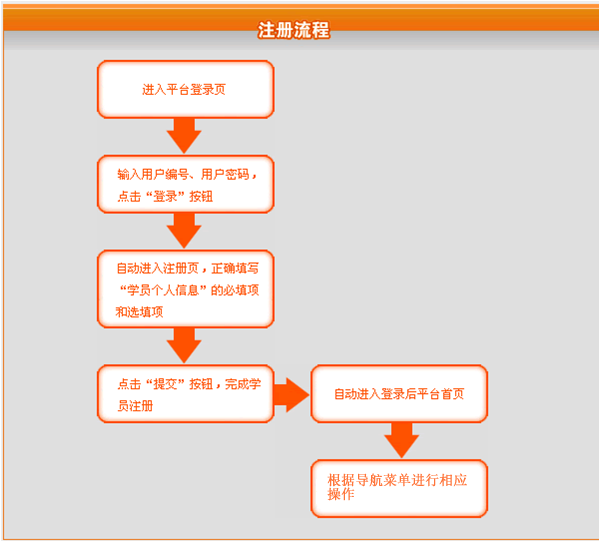 注册流程
进入平台登录页
输入用户编号、用户密码，
点击“登录”按钮
自动进入注册页，正确填写
“学员个人信息”的必填项
和选填项
点击“提交”按钮，完成学
员注册
自动进入登录后平台首页
根据导航菜单进行相应
操作